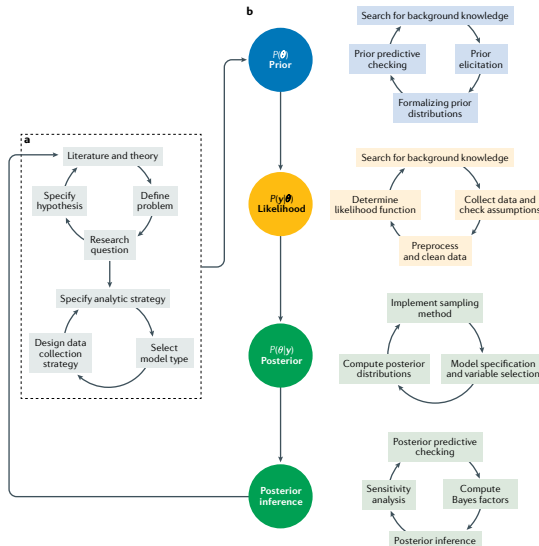 a
Literature and theory
Specify
hypothesis
Define
problem
Research
question
Specify analytic strategy
Design data
collection
strategy
Select
model type
b
P(θ)
Prior
P(y|θ)
Likelihood
P(θ|y)
Posterior
Posterior
inference
Search for background knowledge
Prior predictive
checking
Prior
elicitation
Formalizing prior
distributions
Search for background knowledge
Determine
likelihood function
Collect data and
check assumptions
Preprocess
and clean data
Implement sampling
method
Compute posterior
distributions
Model specification
and variable selection
Posterior predictive
checking
Sensitivity
analysis
Compute
Bayes factors
Posterior inference